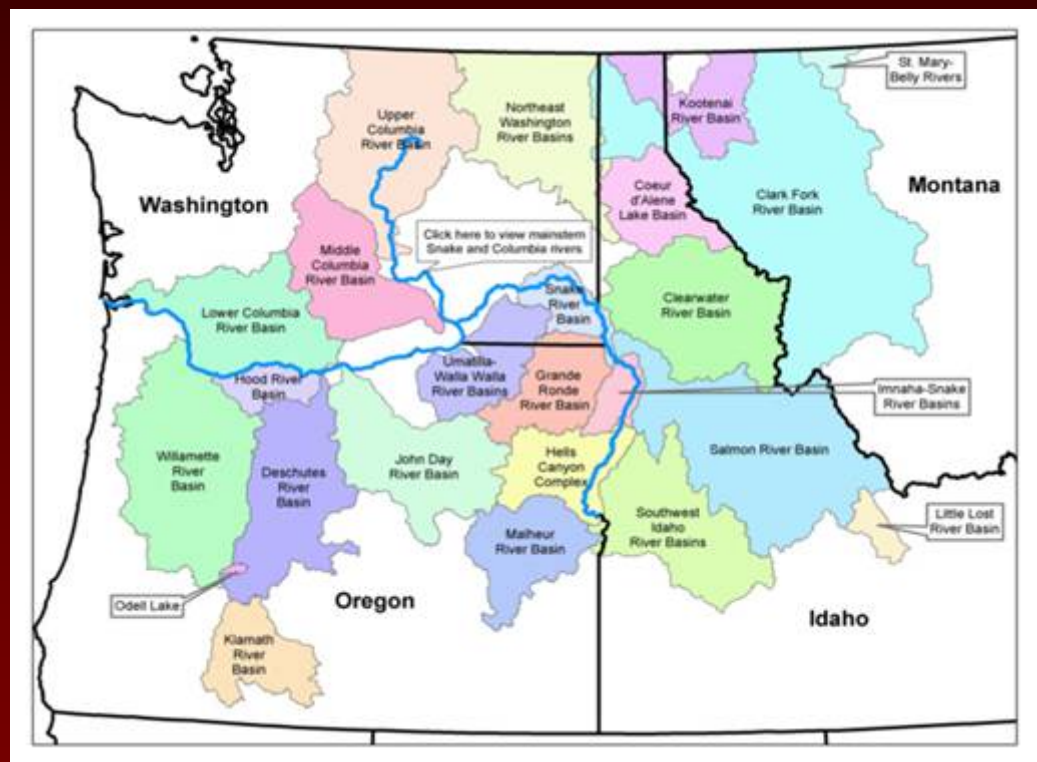 St. Mary-
Belly Rivers
Kootenai
River Basin
Northeast
Washington
River Basins
Upper
Columbia
River Basin
Montana
Coeur
d'Alene
Lake Basin
Clark Fork
River Basin
Washington
Click here to view mainstem
Snake and Columbia rivers
Middle
Columbia
River Basin
Snake
River
Basin
Clearwater
River Basin
Lower Columbia
River Basin
Umatilla-
Walla Walla
River Basins
Grande
Ronde
River Basin
Imnaha-Snake
River Basins
Hood River
Basin
Willamette
River
Basin
Deschutes
River
Basin
John Day
River Basin
Hells
Canyon
Complex
Salmon River Basin
Southwest
Idaho
River Basins
Little Lost
River Basin
Malheur
River Basin
Odell Lake
Oregon
Idaho
Klamath
River
Basin